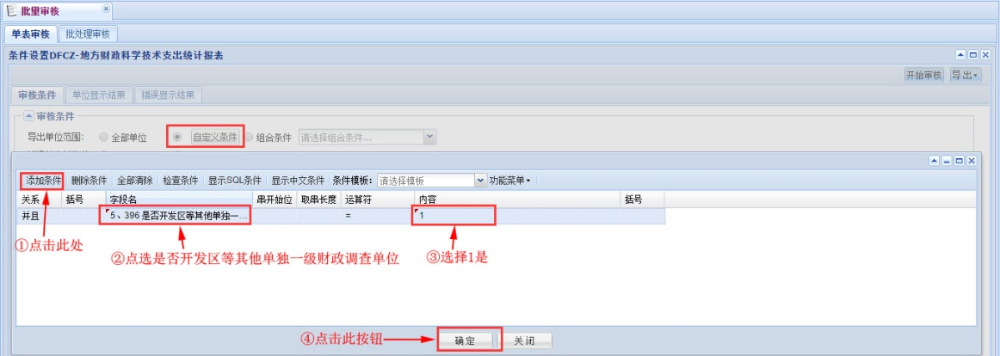 批量审核
单表审核 批处理审核
条件设置DFCZ-地方财政科学技术支出统计报表
开始审核 导出
审核条件 单位显示结果 错误显示结果
审核条件
导出单位范围: 全部单位 自定义条件 组合条件 请选择组合条件...
添加条件 删除条件 全部清除 检查条件 显示SQL条件 显示中文条件 条件模板: 请选择模板 功能菜单
关系 括号 字段名 串开始位 取串长度 运算符 内容 括号
并且 5、396 是否开发区等其他单独一... = 1
①点击此处
②点选是否开发区等其他单独一级财政调查单位
③选择1是
④点击此按钮 确定 关闭